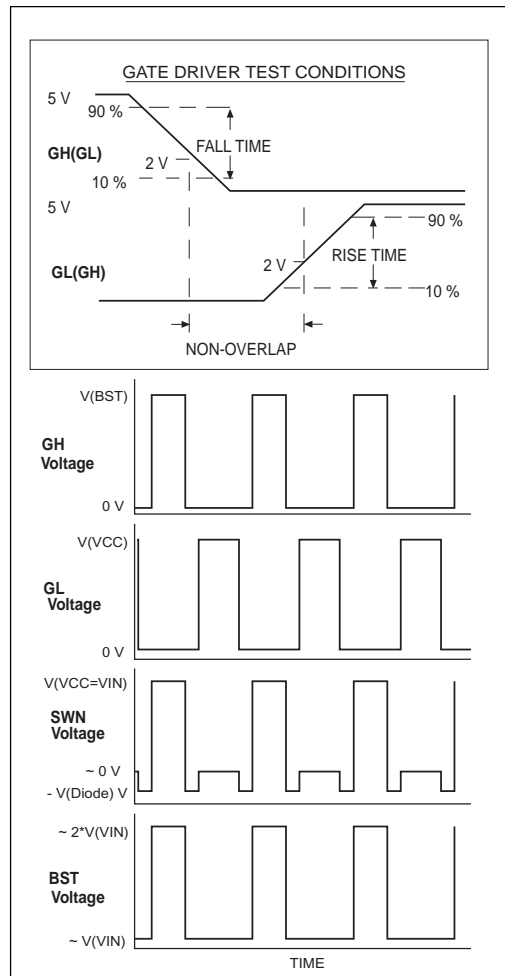 GATE DRIVER TEST CONDITIONS
5 V
90 %
FALL TIME
GH(GL)
2 V
10 %
5 V
90 %
2 V
RISE TIME
GL(GH)
10 %
NON-OVERLAP
V(BST)
GH
Voltage
0 V
V(VCC)
GL
Voltage
0 V
V(VCC=VIN)
SWN
Voltage
~ 0 V
- V(Diode) V
~ 2*V(VIN)
BST
Voltage
~ V(VIN)
TIME